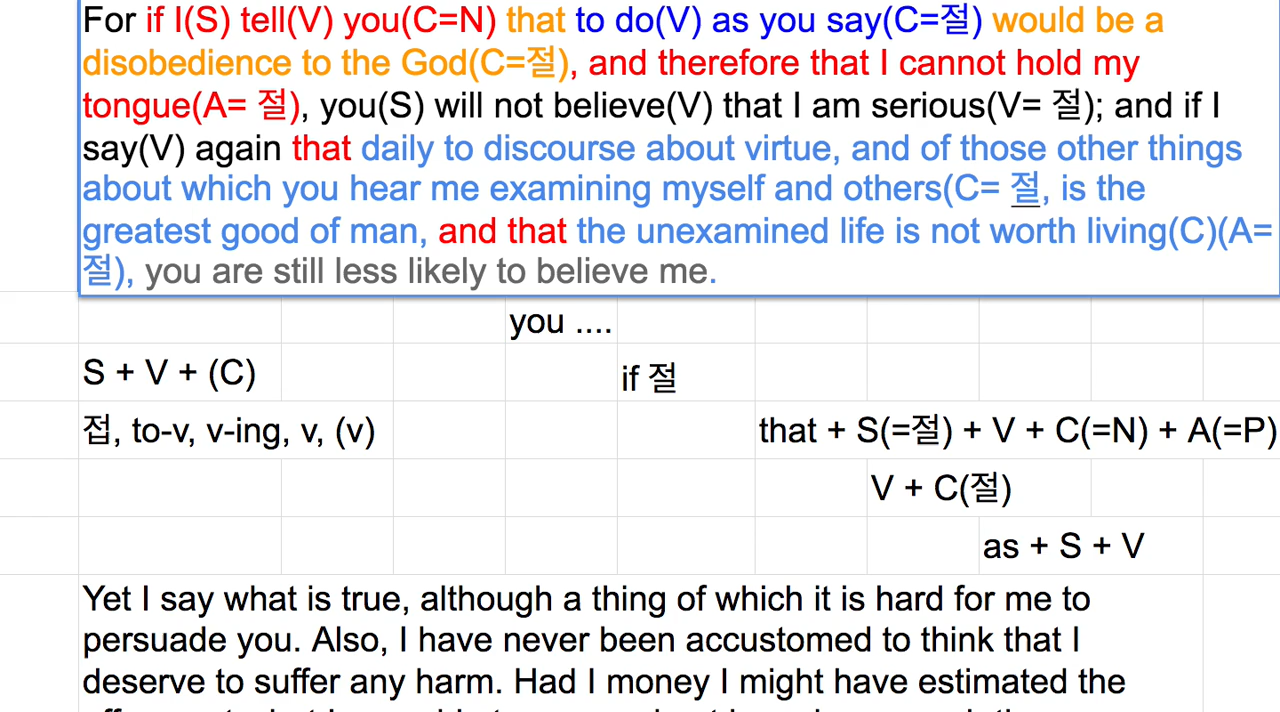 For if I(S) tell(V) you(C=N) that to do(V) as you say(C=절) would be a
disobedience to the God(C=절), and therefore that I cannot hold my
tongue(A= 절), you(S) will not believe(V) that I am serious(V= 절); and if I
say(V) again that daily to discourse about virtue, and of those other things
about which you hear me examining myself and others(C= 절, is the
greatest good of man, and that the unexamined life is not worth living(C)(A=
절), you are still less likely to believe me.
you ....
S + V + (C)
if 절
접, to-v, v-ing, v, (v)
that + S(=절) + V + C(=N) + A(=P)
V + C(절)
as + S + V
Yet I say what is true, although a thing of which it is hard for me to
persuade you. Also, I have never been accustomed to think that I
deserve to suffer any harm. Had I money I might have estimated the